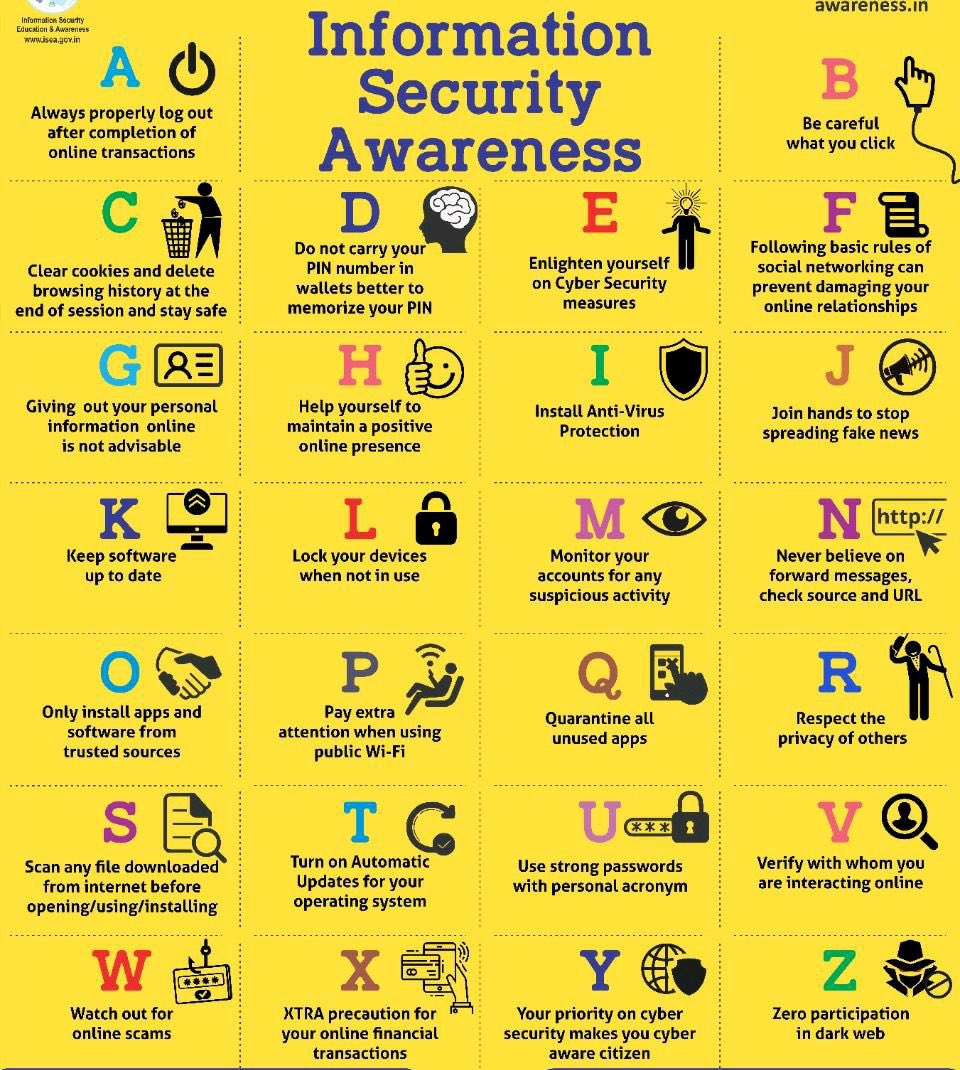 Information Security
Education & Awareness
www.isea.gov.in
awareness.in
Information
Security
Awareness
A
Always properly log out
after completion of
online transactions
B
Be careful
what you click
C
Clear cookies and delete
browsing history at the
end of session and stay safe
D
Do not carry your
PIN number in
wallets better to
memorize your PIN
E
Enlighten yourself
on Cyber Security
measures
F
Following basic rules of
social networking can
prevent damaging your
online relationships
G
Giving out your personal
information online
is not advisable
H
Help yourself to
maintain a positive
online presence
I
Install Anti-Virus
Protection
J
Join hands to stop
spreading fake news
K
Keep software
up to date
L
Lock your devices
when not in use
M
Monitor your
accounts for any
suspicious activity
N
http://
Never believe on
forward messages,
check source and URL
O
Only install apps and
software from
trusted sources
P
Pay extra
attention when using
public Wi-Fi
Q
Quarantine all
unused apps
R
Respect the
privacy of others
S
Scan any file downloaded
from internet before
opening/using/installing
T
Turn on Automatic
Updates for your
operating system
U
***
Use strong passwords
with personal acronym
V
Verify with whom you
are interacting online
W
****
Watch out for
online scams
X
XTRA precaution for
your online financial
transactions
Y
Your priority on cyber
security makes you cyber
aware citizen
Z
Zero participation
in dark web